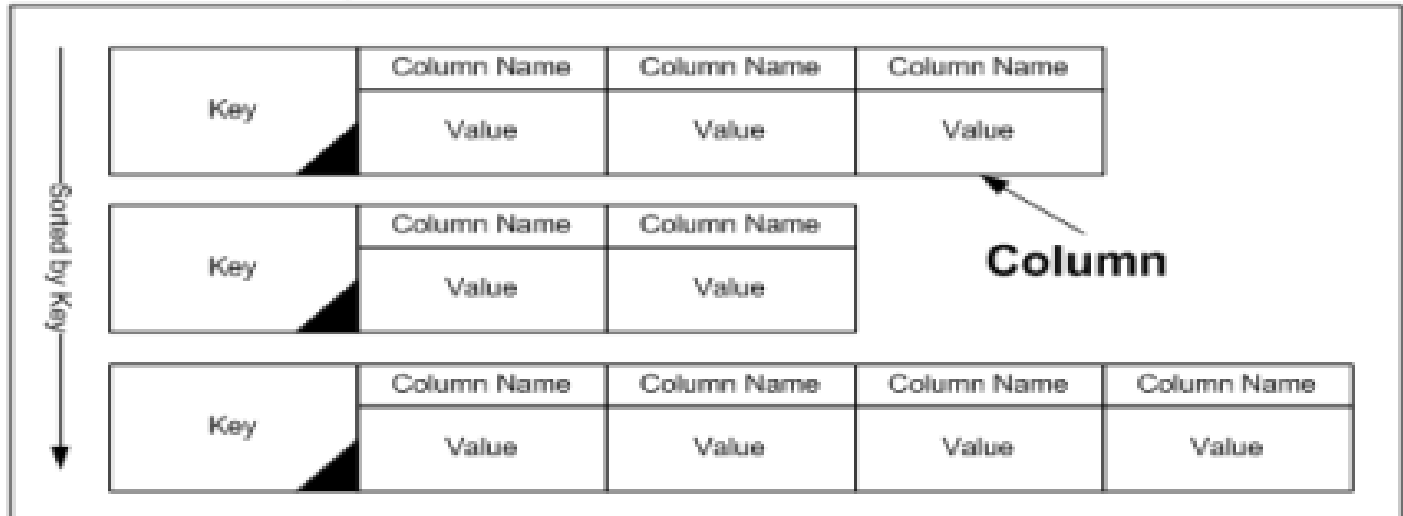 Sorted by Key
Column Name Column Name Column Name
Key
Value Value Value
Column Name Column Name
Key
Value Value
Column
Column Name Column Name Column Name Column Name
Key
Value Value Value Value